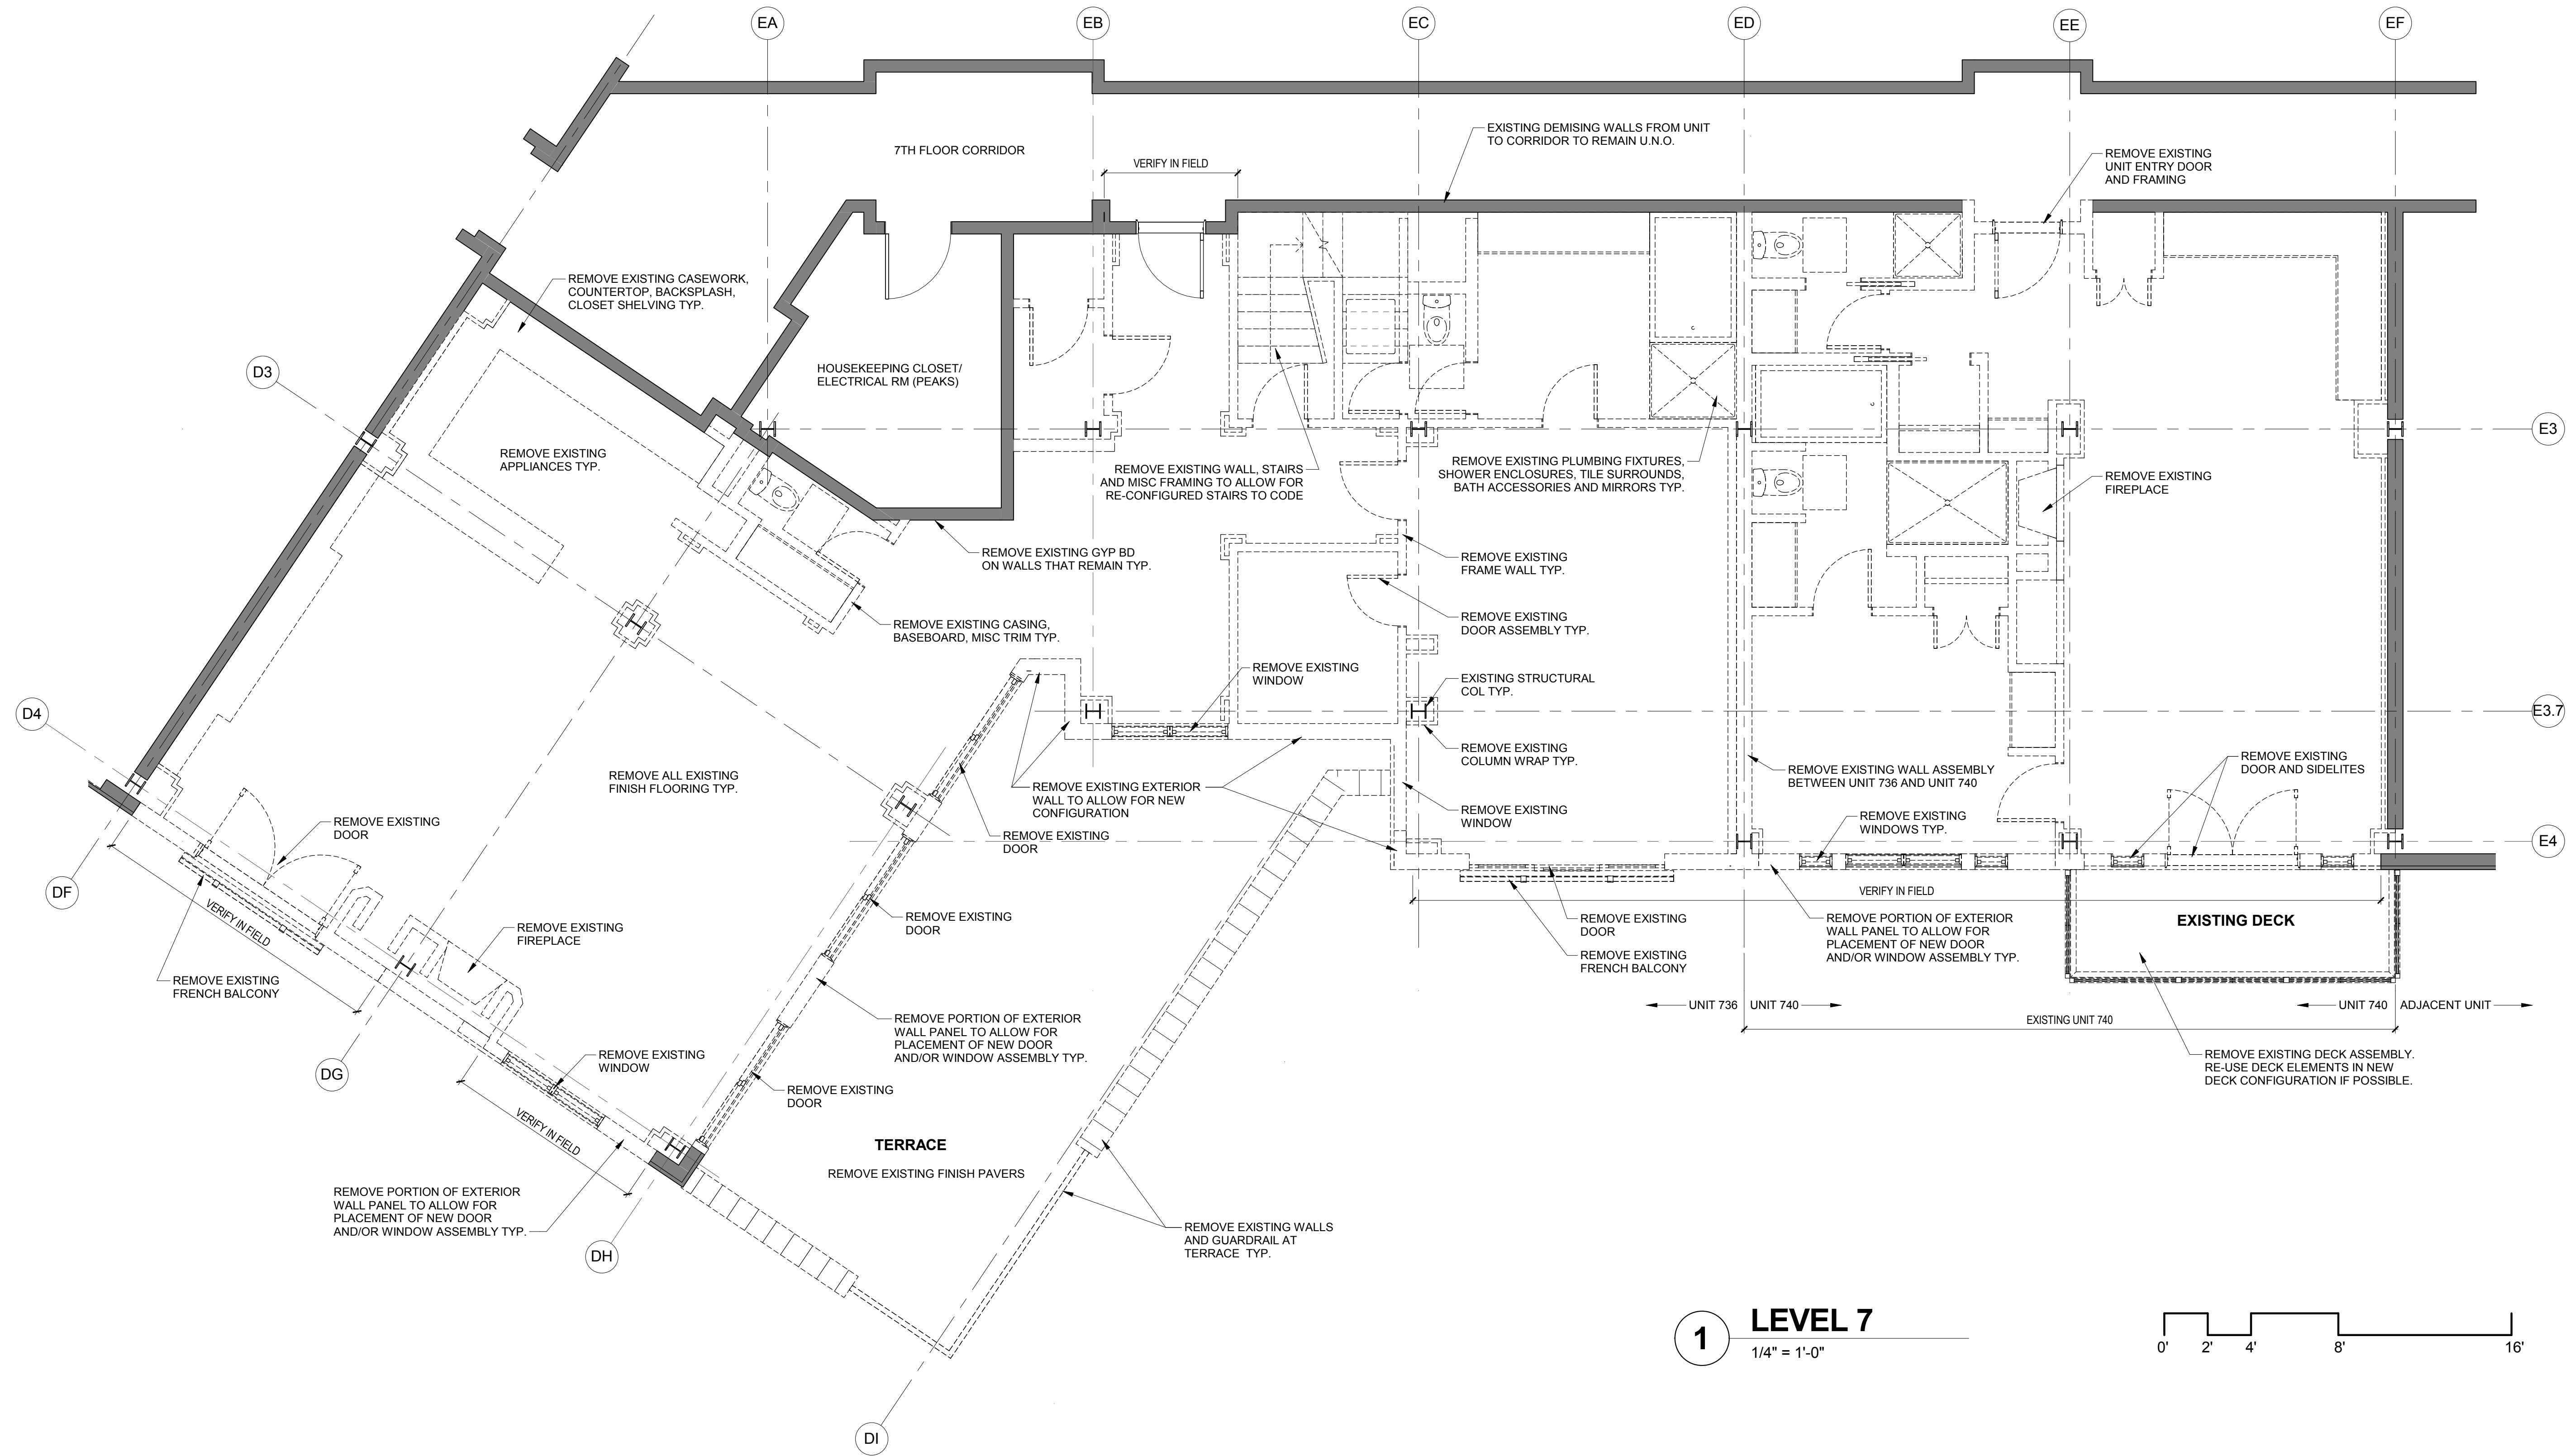 EA
EB
EC
ED
EE
EF
EXISTING DEMISING WALLS FROM UNIT
TO CORRIDOR TO REMAIN U.N.O.
7TH FLOOR CORRIDOR
VERIFY IN FIELD
REMOVE EXISTING
UNIT ENTRY DOOR
AND FRAMING
REMOVE EXISTING CASEWORK,
COUNTERTOP, BACKSPLASH,
CLOSET SHELVING TYP.
D3
HOUSEKEEPING CLOSET/
ELECTRICAL RM (PEAKS)
E3
REMOVE EXISTING
APPLIANCES TYP.
REMOVE EXISTING WALL, STAIRS
AND MISC FRAMING TO ALLOW FOR
RE-CONFIGURED STAIRS TO CODE
REMOVE EXISTING PLUMBING FIXTURES,
SHOWER ENCLOSURES, TILE SURROUNDS,
BATH ACCESSORIES AND MIRRORS TYP.
REMOVE EXISTING
FIREPLACE
REMOVE EXISTING GYP BD
ON WALLS THAT REMAIN TYP.
REMOVE EXISTING
FRAME WALL TYP.
REMOVE EXISTING CASING,
BASEBOARD, MISC TRIM TYP.
REMOVE EXISTING
DOOR ASSEMBLY TYP.
REMOVE EXISTING
WINDOW
EXISTING STRUCTURAL
COL TYP.
D4
E3.7
REMOVE EXISTING
COLUMN WRAP TYP.
REMOVE ALL EXISTING
FINISH FLOORING TYP.
REMOVE EXISTING EXTERIOR
WALL TO ALLOW FOR NEW
CONFIGURATION
REMOVE EXISTING WALL ASSEMBLY
BETWEEN UNIT 736 AND UNIT 740
REMOVE EXISTING
DOOR AND SIDELITES
REMOVE EXISTING
DOOR
REMOVE EXISTING
DOOR
REMOVE EXISTING
WINDOW
REMOVE EXISTING
WINDOWS TYP.
E4
DF
VERIFY IN FIELD
VERIFY IN FIELD
REMOVE EXISTING
FIREPLACE
REMOVE EXISTING
DOOR
REMOVE EXISTING
DOOR
REMOVE EXISTING
FRENCH BALCONY
REMOVE PORTION OF EXTERIOR
WALL PANEL TO ALLOW FOR
PLACEMENT OF NEW DOOR
AND/OR WINDOW ASSEMBLY TYP.
EXISTING DECK
REMOVE EXISTING
FRENCH BALCONY
UNIT 736
UNIT 740
UNIT 740
ADJACENT UNIT
EXISTING UNIT 740
REMOVE PORTION OF EXTERIOR
WALL PANEL TO ALLOW FOR
PLACEMENT OF NEW DOOR
AND/OR WINDOW ASSEMBLY TYP.
REMOVE EXISTING
WINDOW
REMOVE EXISTING DECK ASSEMBLY.
RE-USE DECK ELEMENTS IN NEW
DECK CONFIGURATION IF POSSIBLE.
DG
REMOVE EXISTING
DOOR
VERIFY IN FIELD
TERRACE
REMOVE EXISTING FINISH PAVERS
REMOVE PORTION OF EXTERIOR
WALL PANEL TO ALLOW FOR
PLACEMENT OF NEW DOOR
AND/OR WINDOW ASSEMBLY TYP.
REMOVE EXISTING WALLS
AND GUARDRAIL AT
TERRACE TYP.
DH
DI
1
LEVEL 7
1/4" = 1'-0"
0'
2'
4'
8'
16'